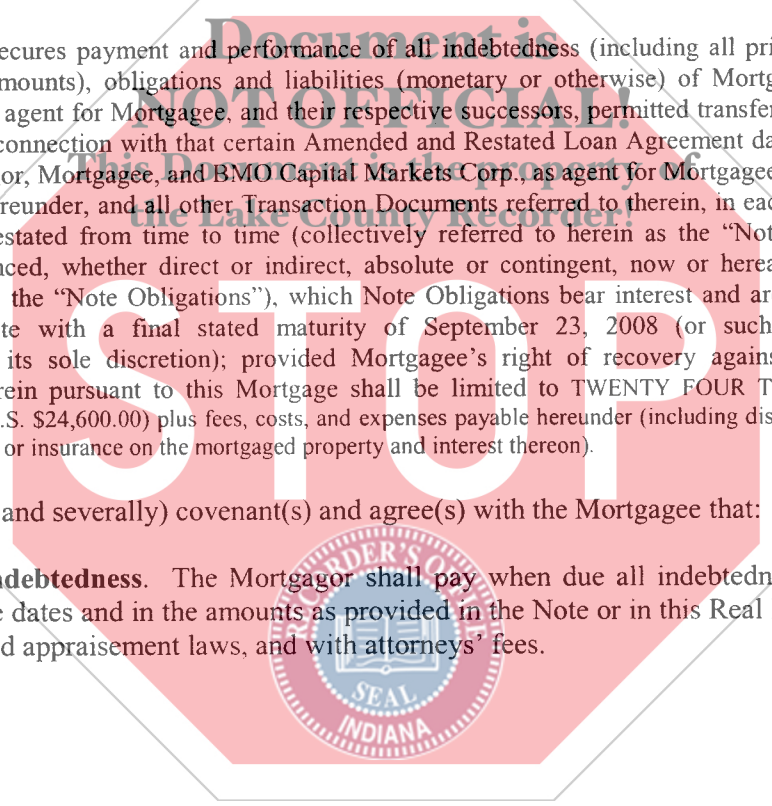 Document is
ecures payment and performance of all indebtedness (including all pri
mounts), obligations and liabilities (monetary or otherwise) of Mortg
NOT OFFICIAL!
agent for Mortgagee, and their respective successors, permitted transfer
connection with that certain Amended and Restated Loan Agreement da
This Document is the property of
or, Mortgagee, and BMO Capital Markets Corp., as agent for Mortgagee
reunder, and all other Transaction Documents referred to therein, in eac
the Lake County Recorder!
estated from time to time (collectively referred to herein as the “Not
nced, whether direct or indirect, absolute or contingent, now or herea
the “Note Obligations”), which Note Obligations bear interest and ar
te with a final stated maturity of September 23, 2008 (or such
its sole discretion); provided Mortgagee’s right of recovery agains
rein pursuant to this Mortgage shall be limited to TWENTY FOUR T
.S. $24,600.00) plus fees, costs, and expenses payable hereunder (including dis
or insurance on the mortgaged property and interest thereon).
STOP
and severally) covenant(s) and agree(s) with the Mortgagee that:
ndebtedness. The Mortgagor shall pay when due all indebtedn
e dates and in the amounts as provided in the Note or in this Real
d appraisement laws, and with attorneys’ fees.
RECORDER'S OFFICE
SEAL
INDIANA